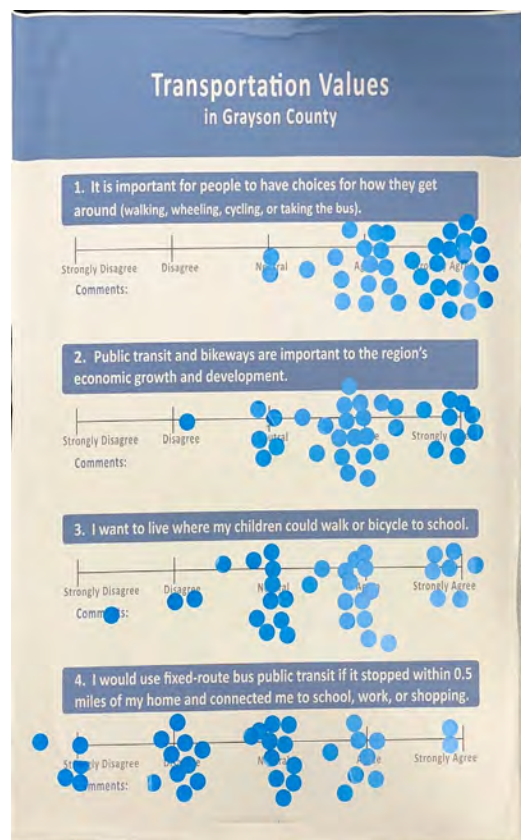 Transportation Values
in Grayson County
1. It is important for people to have choices for how they get
around (walking, wheeling, cycling, or taking the bus).
Strongly Disagree Disagree
Comments:
2. Public transit and bikeways are important to the region's
economic growth and development.
Strongly Disagree Disagree Strongly
Comments:
3. I want to live where my children could walk or bicycle to school.
Strongly Disagree Disagree Strongly Agree
4. I would use fixed-route bus public transit if it stopped within 0.5
miles of my home and connected me to school, work, or shopping.
Disagree Strongly Agree